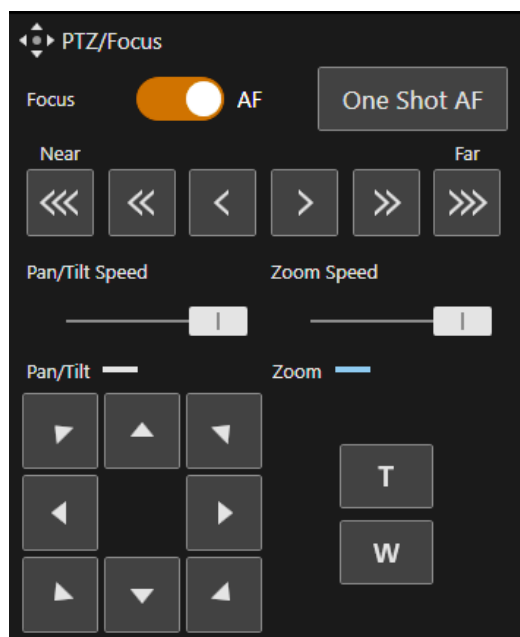 PTZ/Focus
Focus AF One Shot AF
Near Far
Pan/Tilt Speed Zoom Speed
Pan/Tilt Zoom
T
W